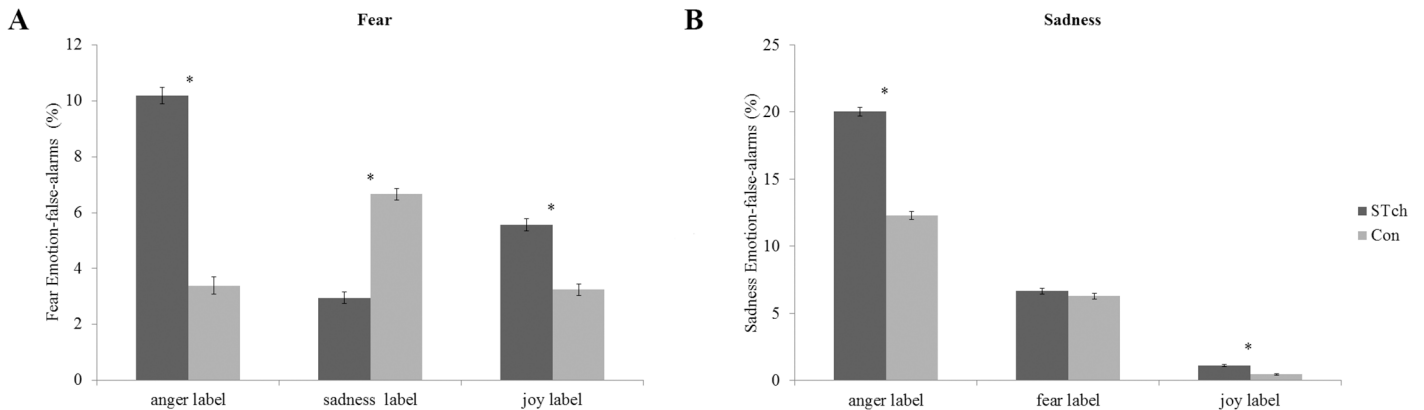 A
Fear
Fear Emotion-false-alarms (%)
12
10
8
6
4
2
0
*
*
*
anger label
sadness label
joy label
B
Sadness
Sadness Emotion-false-alarms (%)
25
20
15
10
5
0
*
*
anger label
fear label
joy label
STch
Con